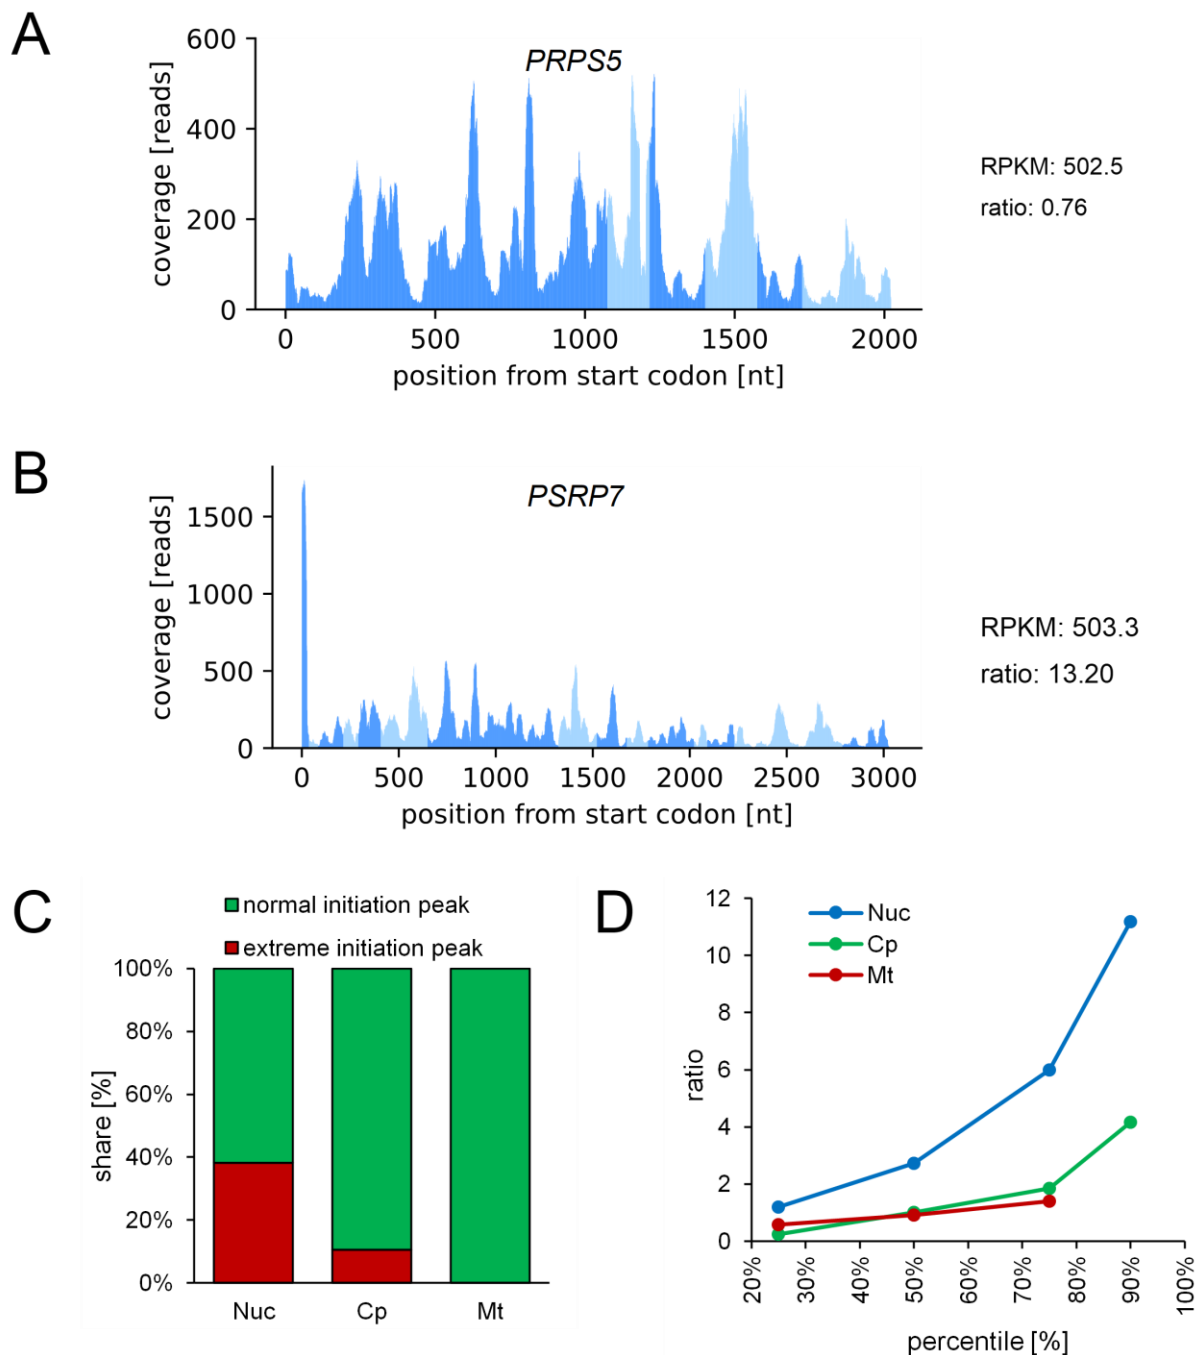 A
PRPS5
coverage [reads]
600
400
200
0
0 500 1000 1500 2000
position from start codon [nt]
RPKM: 502.5
ratio: 0.76
B
PSRP7
coverage [reads]
1500
1000
500
0
0 500 1000 1500 2000 2500 3000
position from start codon [nt]
RPKM: 503.3
ratio: 13.20
C
normal initiation peak
extreme initiation peak
share [%]
100%
80%
60%
40%
20%
0%
Nuc Cp Mt
D
Nuc
Cp
Mt
ratio
12
10
8
6
4
2
0
20% 30% 40% 50% 60% 70% 80% 90% 100%
percentile [%]